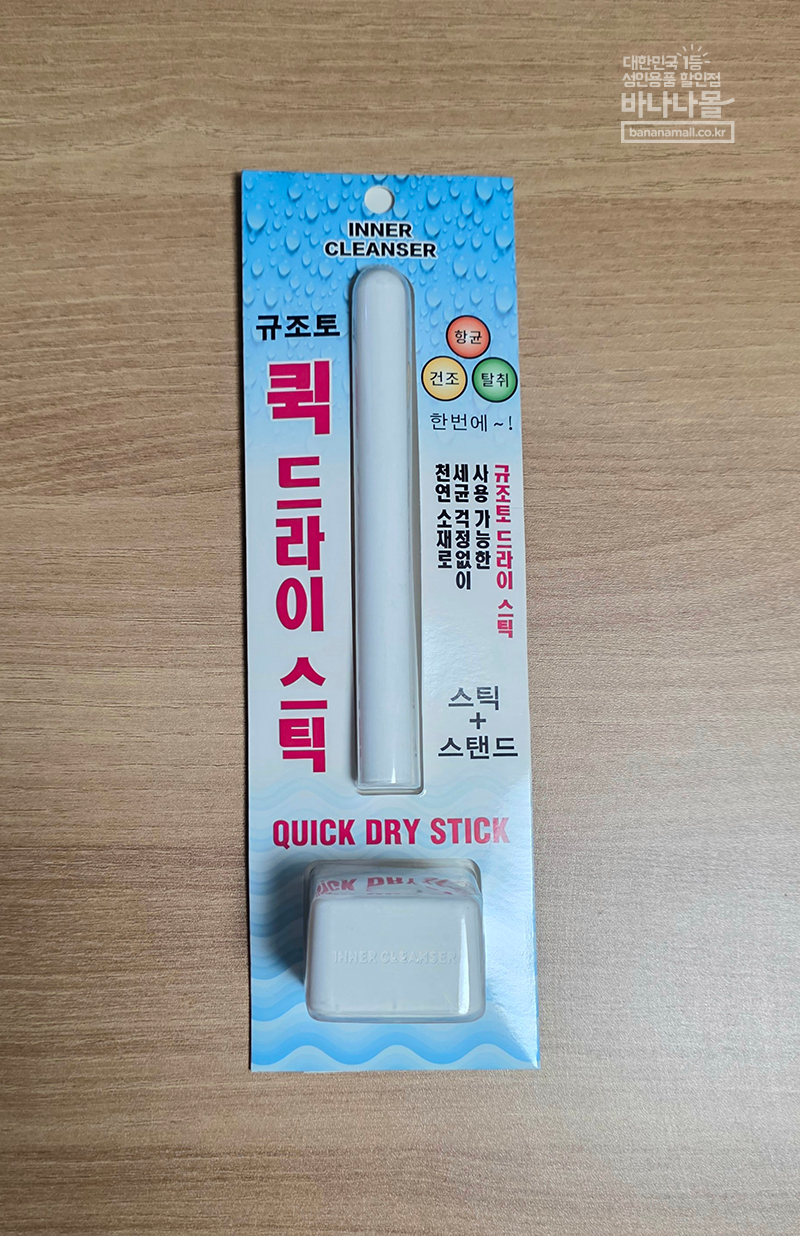 대한민국 1등
성인용품 할인점
바나나몰
bananamall.co.kr
INNER
CLEANSER
규조토
퀵 드라이 스틱
항균
건조
탈취
한번에 ~ !
규조토 드라이 스틱
사용 가능한
세균 걱정없이
천연 소재로
스틱
+
스탠드
QUICK DRY STICK
INNER CLEANSER